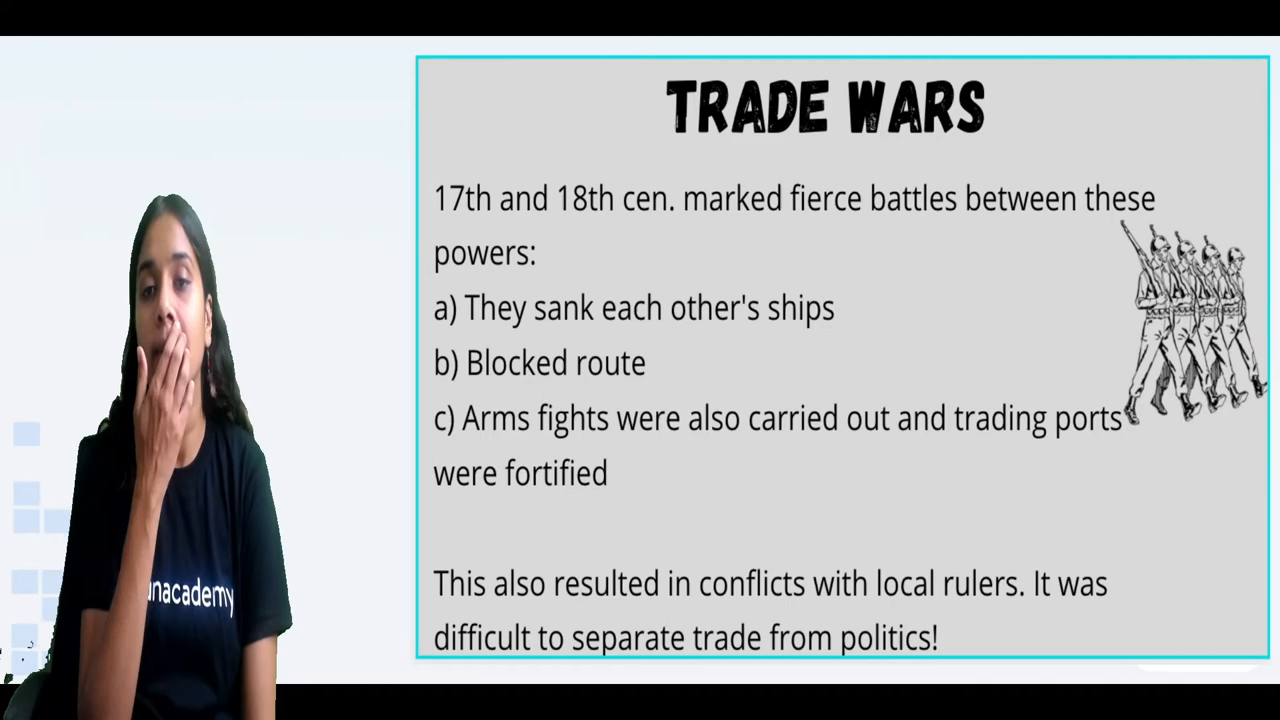 TRADE WARS
17th and 18th cen. marked fierce battles between these
powers:
a) They sank each other's ships
b) Blocked route
c) Arms fights were also carried out and trading ports
were fortified
This also resulted in conflicts with local rulers. It was
difficult to separate trade from politics!
unacademy